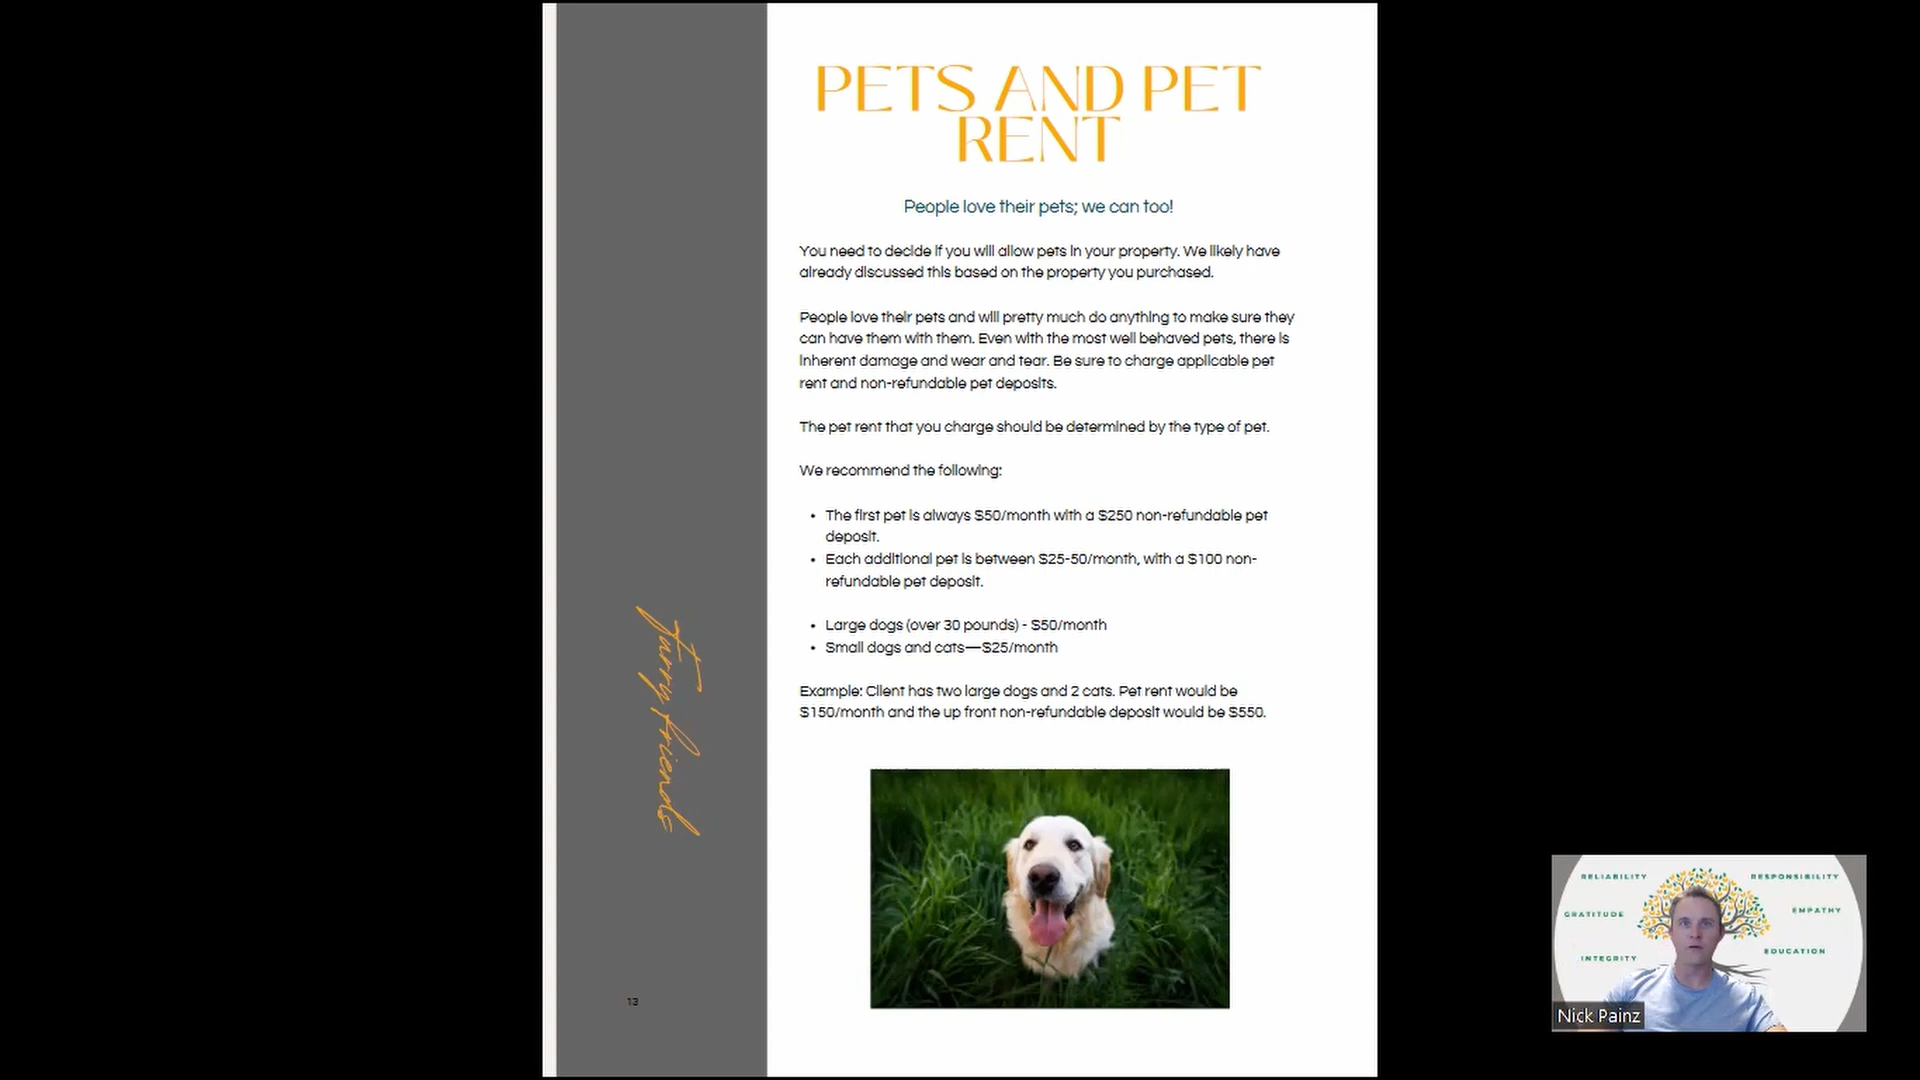 PETS AND PET
RENT
People love their pets; we can too!
You need to decide if you will allow pets in your property. We likely have
already discussed this based on the property you purchased.
People love their pets and will pretty much do anything to make sure they
can have them with them. Even with the most well behaved pets, there is
inherent damage and wear and tear. Be sure to charge applicable pet
rent and non-refundable pet deposits.
The pet rent that you charge should be determined by the type of pet.
We recommend the following:
• The first pet is always $50/month with a $250 non-refundable pet
deposit.
• Each additional pet is between $25-50/month, with a $100 non-
refundable pet deposit.
• Large dogs (over 30 pounds) - $50/month
• Small dogs and cats—$25/month
Example: Client has two large dogs and 2 cats. Pet rent would be
$150/month and the up front non-refundable deposit would be $550.
furry friends
13
RELIABILITY
RESPONSIBILITY
GRATITUDE
EMPATHY
INTEGRITY
EDUCATION
Nick Painz